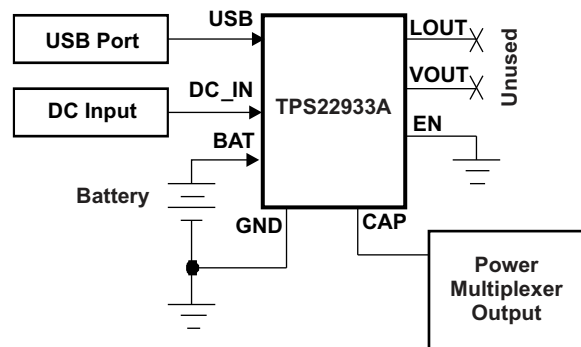 USB
LOUT
USB Port
VOUT
DC_IN
Unused
DC Input
TPS22933A
EN
BAT
Battery
GND
CAP
Power
Multiplexer
Output